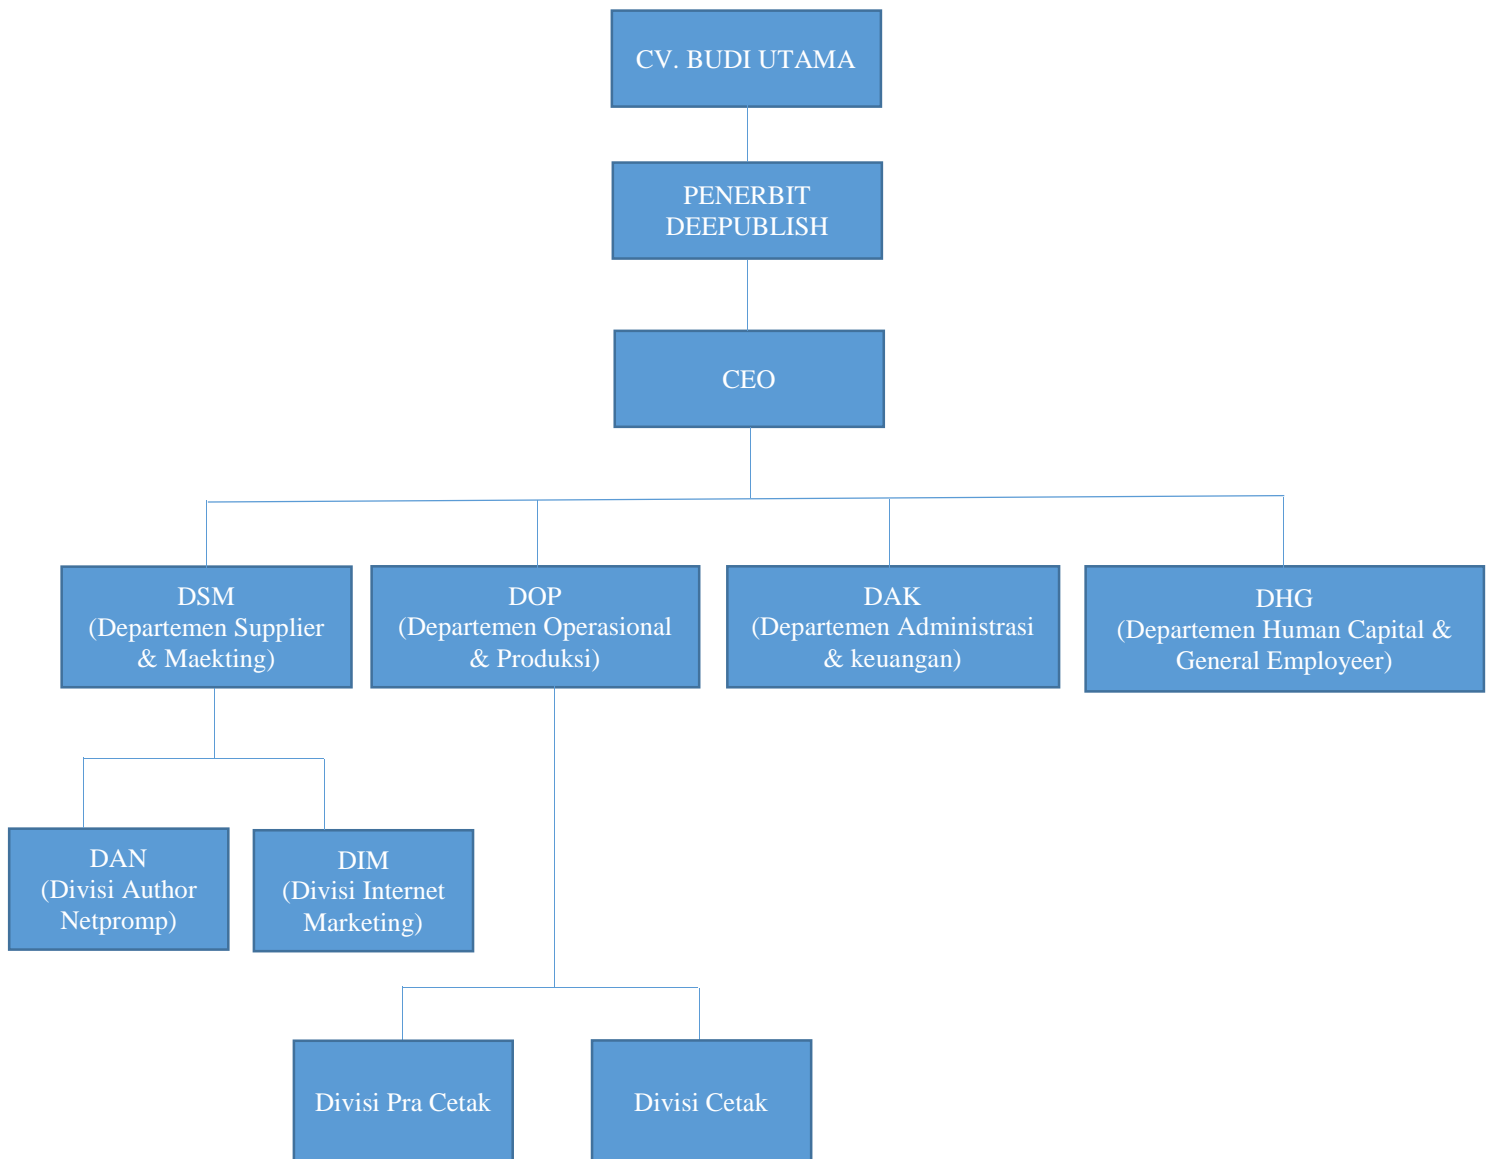 CV. BUDI UTAMA
PENERBIT
DEEPUBLISH
CEO
DSM
(Departemen Supplier
& Maekting)
DOP
(Departemen Operasional
& Produksi)
DAK
(Departemen Administrasi
& keuangan)
DHG
(Departemen Human Capital &
General Employeer)
DAN
(Divisi Author
Netpromp)
DIM
(Divisi Internet
Marketing)
Divisi Pra Cetak
Divisi Cetak